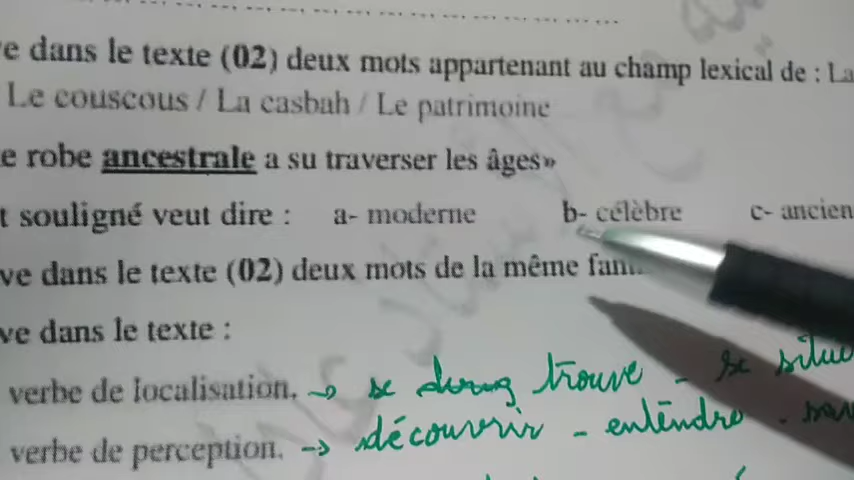 e dans le texte (02) deux mots appartenant au champ lexical de : La
Le couscous / La casbah / Le patrimoine
e robe ancestrale a su traverser les âges»
t souligné veut dire : a- moderne b- célèbre c- ancien
ve dans le texte (02) deux mots de la même fam
ve dans le texte :
verbe de localisation. → se trouve - se situe
verbe de perception. → découvrir - entendre -